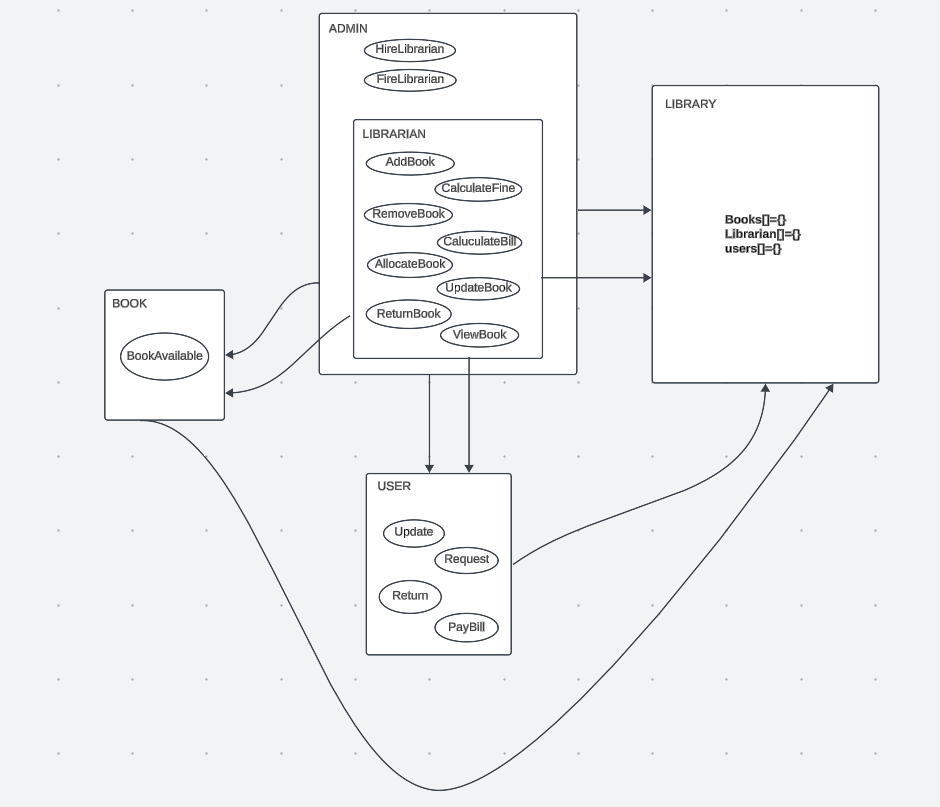 ADMIN
HireLibrarian
FireLibrarian
LIBRARIAN
AddBook
CalculateFine
RemoveBook
CaluculateBill
AllocateBook
UpdateBook
ReturnBook
ViewBook
LIBRARY
Books[]={}
Librarian[]={}
users[]={}
BOOK
BookAvailable
USER
Update
Request
Return
PayBill